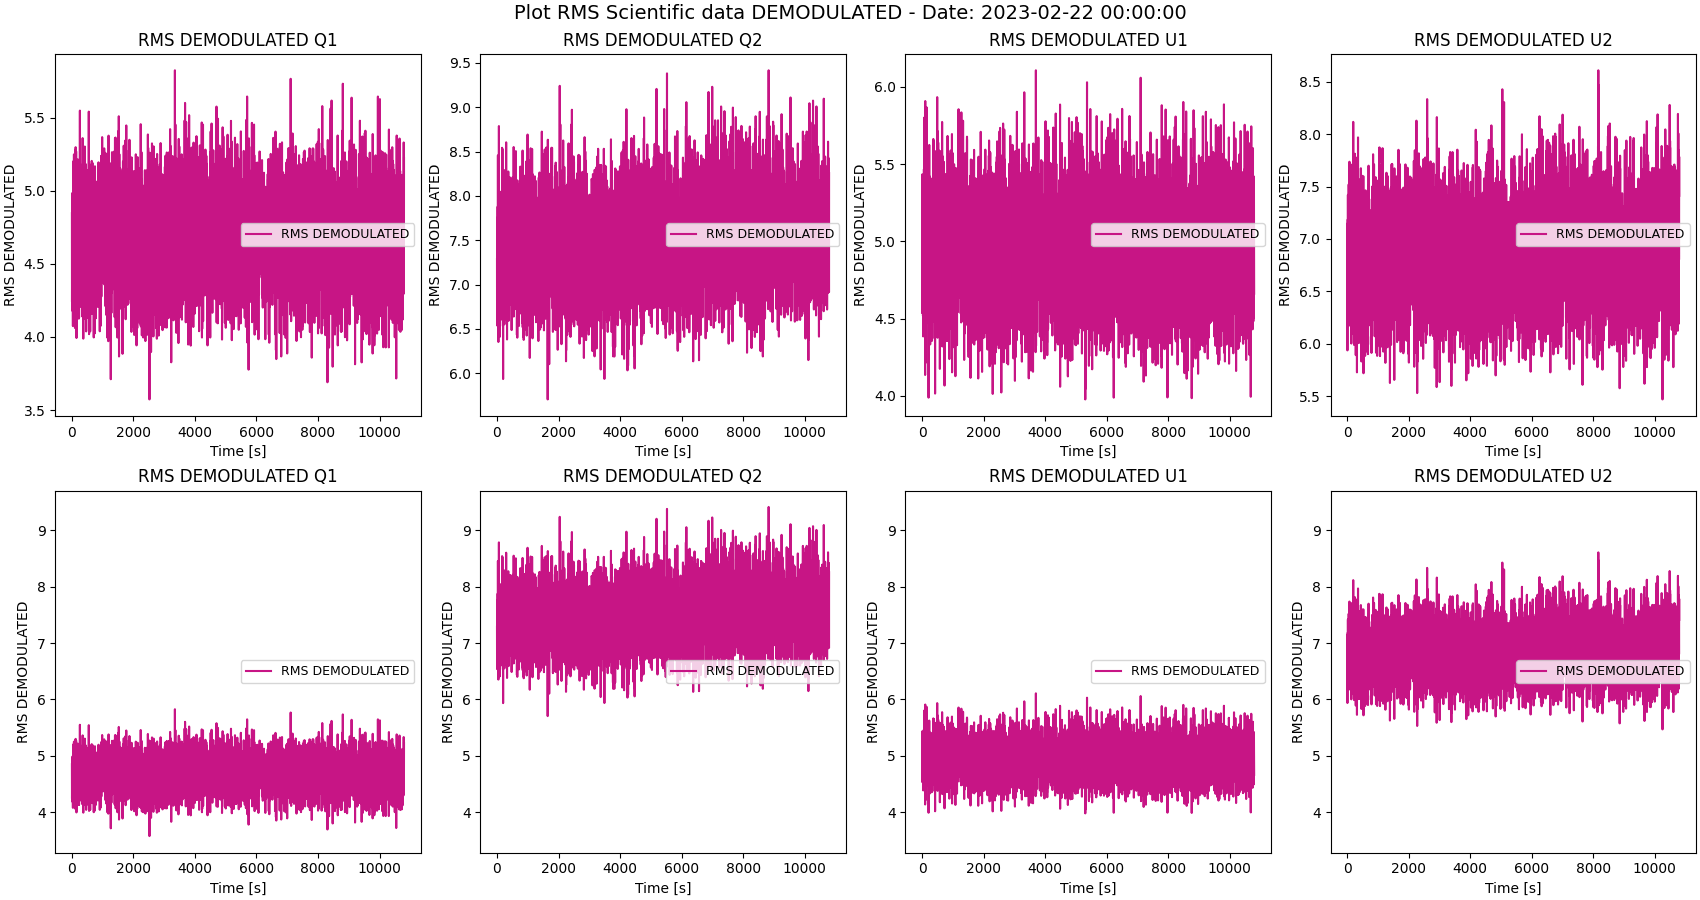 Plot RMS Scientific data DEMODULATED - Date: 2023-02-22 00:00:00
RMS DEMODULATED Q1
RMS DEMODULATED
5.5
5.0
4.5
4.0
3.5
RMS DEMODULATED
0 2000 4000 6000 8000 10000
Time [s]
RMS DEMODULATED Q2
RMS DEMODULATED
9.5
9.0
8.5
8.0
7.5
7.0
6.5
6.0
RMS DEMODULATED
0 2000 4000 6000 8000 10000
Time [s]
RMS DEMODULATED U1
RMS DEMODULATED
6.0
5.5
5.0
4.5
4.0
RMS DEMODULATED
0 2000 4000 6000 8000 10000
Time [s]
RMS DEMODULATED U2
RMS DEMODULATED
8.5
8.0
7.5
7.0
6.5
6.0
5.5
RMS DEMODULATED
0 2000 4000 6000 8000 10000
Time [s]
RMS DEMODULATED Q1
RMS DEMODULATED
9
8
7
6
5
4
RMS DEMODULATED
0 2000 4000 6000 8000 10000
Time [s]
RMS DEMODULATED Q2
RMS DEMODULATED
9
8
7
6
5
4
RMS DEMODULATED
0 2000 4000 6000 8000 10000
Time [s]
RMS DEMODULATED U1
RMS DEMODULATED
9
8
7
6
5
4
RMS DEMODULATED
0 2000 4000 6000 8000 10000
Time [s]
RMS DEMODULATED U2
RMS DEMODULATED
9
8
7
6
5
4
RMS DEMODULATED
0 2000 4000 6000 8000 10000
Time [s]